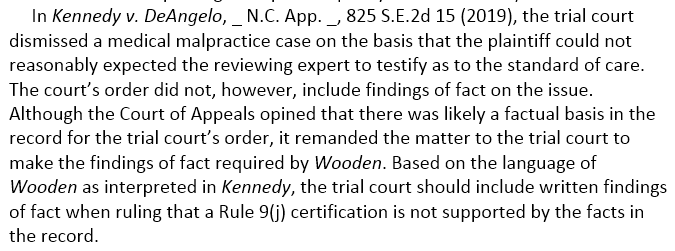 In Kennedy v. DeAngelo, _ N.C. App. _, 825 S.E.2d 15 (2019), the trial court
dismissed a medical malpractice case on the basis that the plaintiff could not
reasonably expected the reviewing expert to testify as to the standard of care.
The court's order did not, however, include findings of fact on the issue.
Although the Court of Appeals opined that there was likely a factual basis in the
record for the trial court's order, it remanded the matter to the trial court to
make the findings of fact required by Wooden. Based on the language of
Wooden as interpreted in Kennedy, the trial court should include written findings
of fact when ruling that a Rule 9(j) certification is not supported by the facts in
the record.